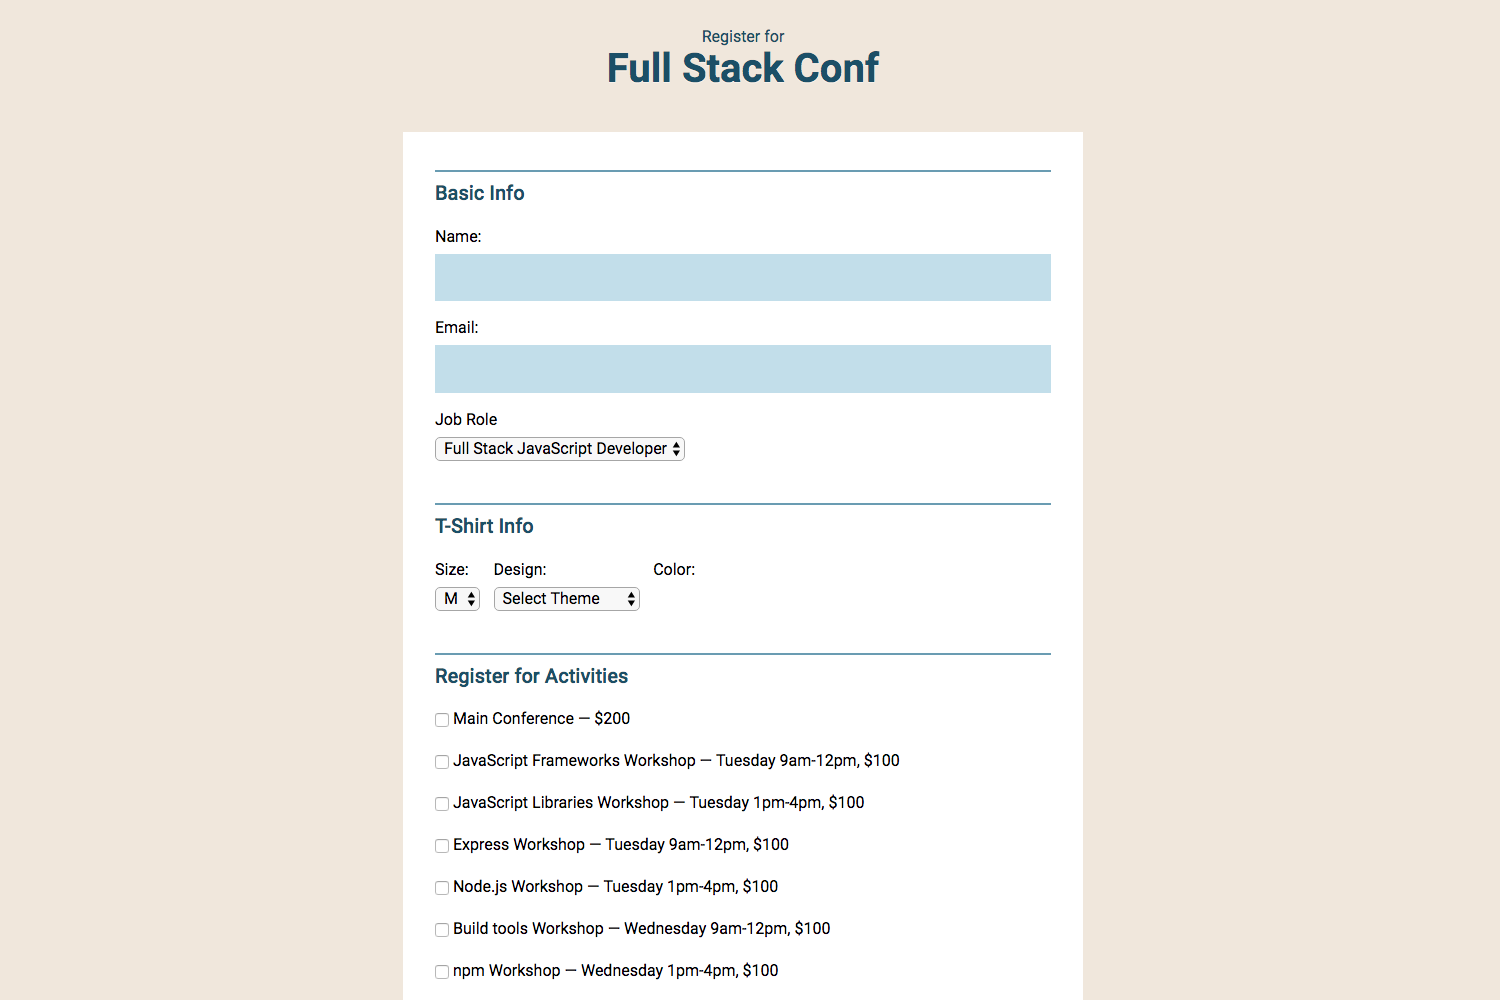 Register for
Full Stack Conf
Basic Info
Name:
Email:
Job Role
Full Stack JavaScript Developer
T-Shirt Info
Size: Design: Color:
M Select Theme
Register for Activities
Main Conference — $200
JavaScript Frameworks Workshop — Tuesday 9am-12pm, $100
JavaScript Libraries Workshop — Tuesday 1pm-4pm, $100
Express Workshop — Tuesday 9am-12pm, $100
Node.js Workshop — Tuesday 1pm-4pm, $100
Build tools Workshop — Wednesday 9am-12pm, $100
npm Workshop — Wednesday 1pm-4pm, $100